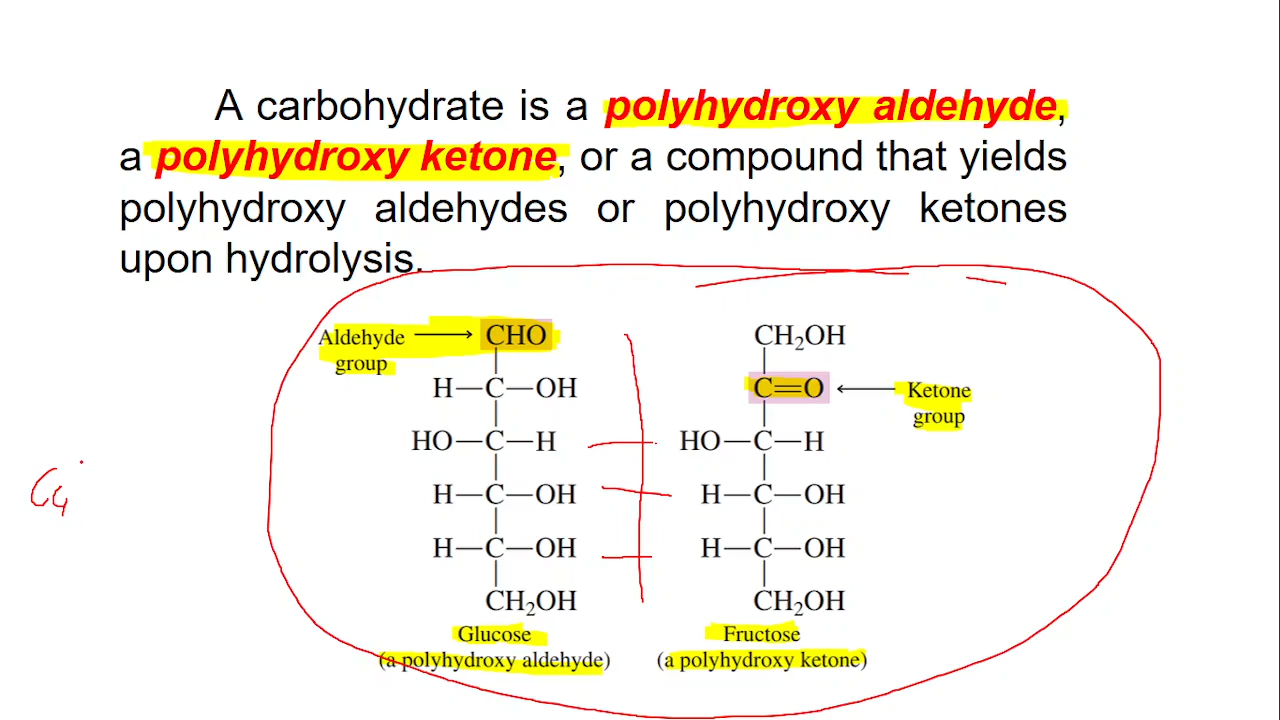 A carbohydrate is a polyhydroxy aldehyde,
a polyhydroxy ketone, or a compound that yields
polyhydroxy aldehydes or polyhydroxy ketones
upon hydrolysis.
Aldehyde
group
CHO
H—C—OH
HO—C—H
H—C—OH
H—C—OH
CH₂OH
Glucose
(a polyhydroxy aldehyde)
CH₂OH
C=O
Ketone
group
HO—C—H
H—C—OH
H—C—OH
CH₂OH
Fructose
(a polyhydroxy ketone)